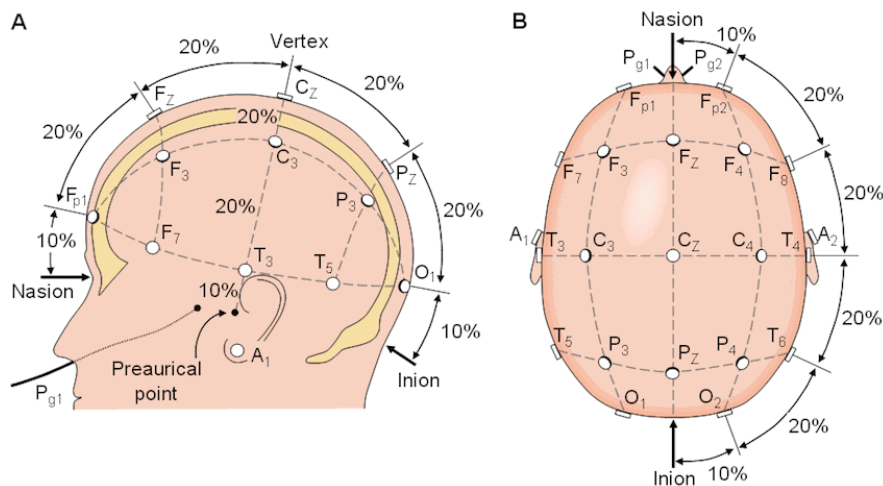 A
20%
Vertex
20%
FZ
CZ
20%
20%
20%
F3
C3
PZ
Fp1
20%
P3
20%
F7
10%
T3
T5
O1
Nasion
10%
10%
Preaurical
point
A1
Inion
Pg1
B
Nasion
10%
Pg1
Pg2
20%
Fp1
Fp2
F7
F3
FZ
F4
F8
20%
A1
T3
C3
CZ
C4
T4
A2
20%
T5
P3
PZ
P4
T6
O1
O2
20%
Inion
10%